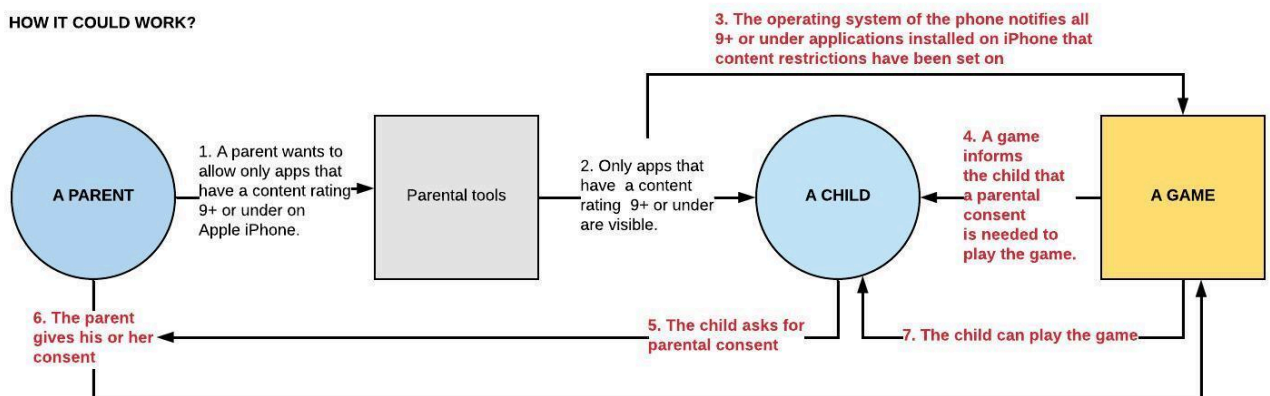 HOW IT COULD WORK?
3. The operating system of the phone notifies all
9+ or under applications installed on iPhone that
content restrictions have been set on
A PARENT
1. A parent wants to
allow only apps that
have a content rating
9+ or under on
Apple iPhone.
Parental tools
2. Only apps that
have a content
rating 9+ or under
are visible.
A CHILD
4. A game
informs
the child that
a parental
consent
is needed to
play the game.
A GAME
6. The parent
gives his or her
consent
5. The child asks for
parental consent
7. The child can play the game